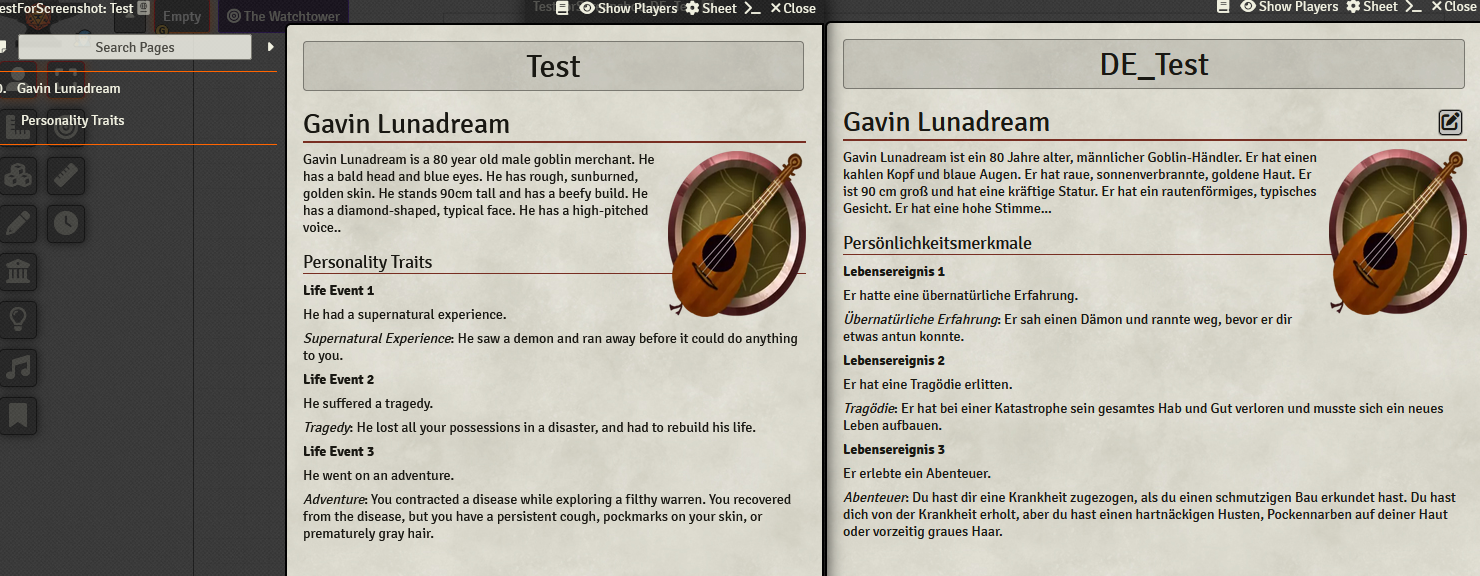 estForScreenshot: Test
Empty
The Watchtower
Search Pages
Gavin Lunadream
Personality Traits
Show Players Sheet Close
Test
Gavin Lunadream
Gavin Lunadream is a 80 year old male goblin merchant. He
has a bald head and blue eyes. He has rough, sunburned,
golden skin. He stands 90cm tall and has a beefy build. He
has a diamond-shaped, typical face. He has a high-pitched
voice..
Personality Traits
Life Event 1
He had a supernatural experience.
Supernatural Experience: He saw a demon and ran away before it could do anything
to you.
Life Event 2
He suffered a tragedy.
Tragedy: He lost all your possessions in a disaster, and had to rebuild his life.
Life Event 3
He went on an adventure.
Adventure: You contracted a disease while exploring a filthy warren. You recovered
from the disease, but you have a persistent cough, pockmarks on your skin, or
prematurely gray hair.
Show Players Sheet Close
DE_Test
Gavin Lunadream
Gavin Lunadream ist ein 80 Jahre alter, männlicher Goblin-Händler. Er hat einen
kahlen Kopf und blaue Augen. Er hat raue, sonnenverbrannte, goldene Haut. Er
ist 90 cm groß und hat eine kräftige Statur. Er hat ein rautenförmiges, typisches
Gesicht. Er hat eine hohe Stimme...
Persönlichkeitsmerkmale
Lebensereignis 1
Er hatte eine übernatürliche Erfahrung.
Übernatürliche Erfahrung: Er sah einen Dämon und rannte weg, bevor er dir
etwas antun konnte.
Lebensereignis 2
Er hat eine Tragödie erlitten.
Tragödie: Er hat bei einer Katastrophe sein gesamtes Hab und Gut verloren und musste sich ein neues
Leben aufbauen.
Lebensereignis 3
Er erlebte ein Abenteuer.
Abenteuer: Du hast dir eine Krankheit zugezogen, als du einen schmutzigen Bau erkundet hast. Du hast
dich von der Krankheit erholt, aber du hast einen hartnäckigen Husten, Pockennarben auf deiner Haut
oder vorzeitig graues Haar.